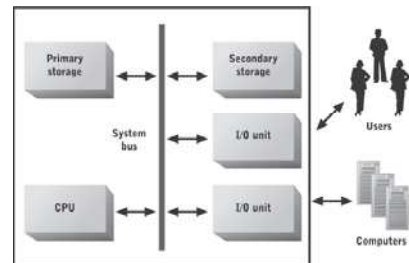 Primary
storage
Secondary
storage
System
bus
I/O unit
Users
CPU
I/O unit
Computers